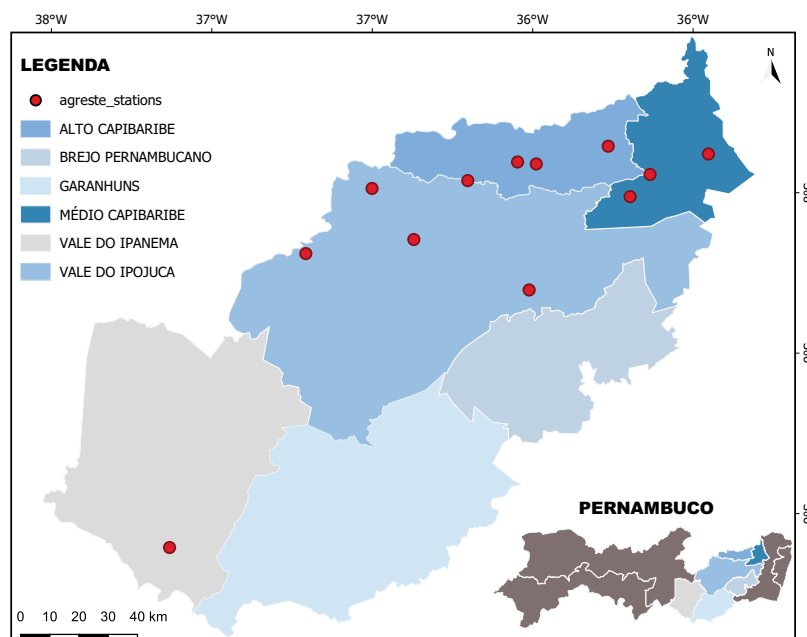 38°W 37°W 37°W 36°W 36°W
LEGENDA
N
agreste_stations
ALTO CAPIBARIBE
BREJO PERNAMBUCANO
GARANHUNS
MÉDIO CAPIBARIBE
VALE DO IPANEMA
VALE DO IPOJUCA
PERNAMBUCO
0 10 20 30 40 km